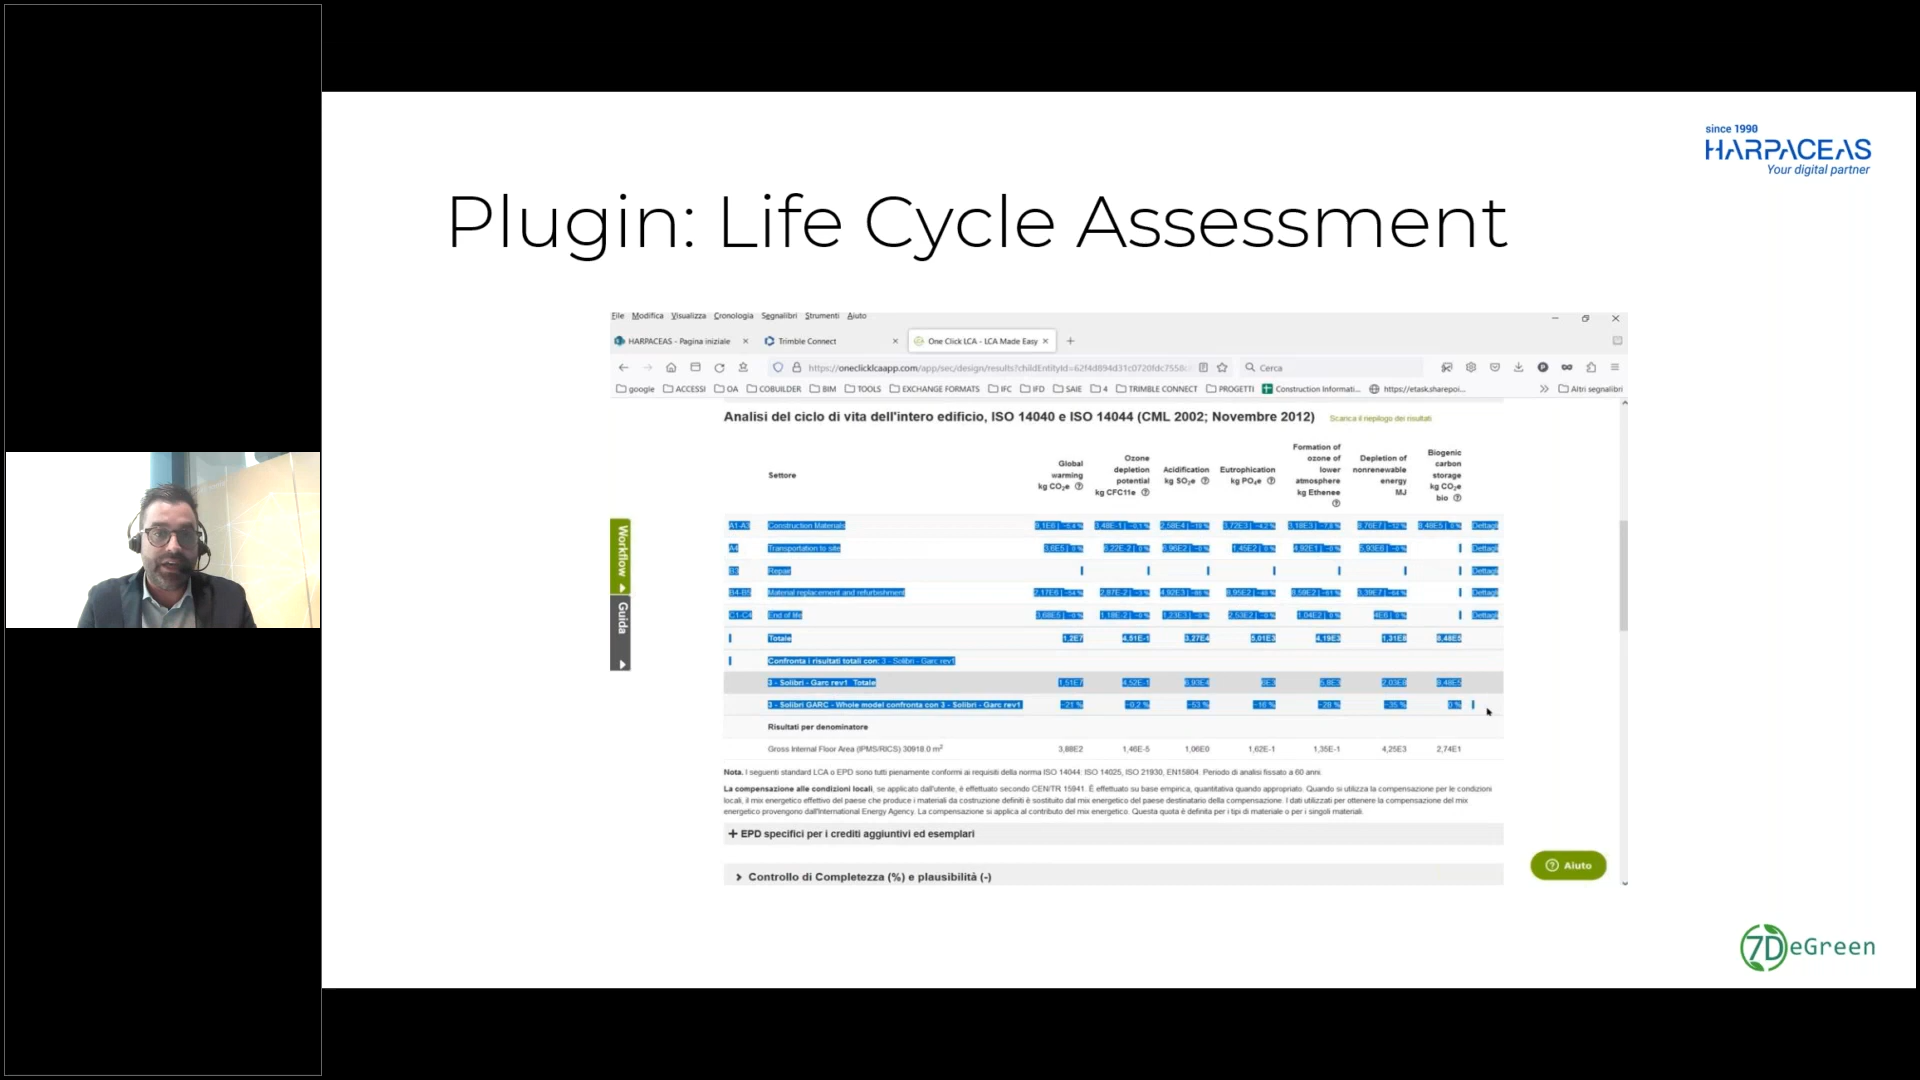 since 1990
HARPACEAS
Your digital partner
Plugin: Life Cycle Assessment
File Modifica Visualizza Cronologia Segnalibri Strumenti Aiuto
HARPACEAS - Pagina iniziale Trimble Connect One Click LCA - LCA Made Easy
https://oneclicklcaapp.com/app/sec/design/results?childEntityId=62f4d894d31c0720fdc7558c Cerca
google ACCESSI OA COBUILDER BIM TOOLS EXCHANGE FORMATS IFC IFD SAIE 4 TRIMBLE CONNECT PROGETTI Construction Informati... https://etask.sharepoi... Altri segnalibri
Analisi del ciclo di vita dell'intero edificio, ISO 14040 e ISO 14044 (CML 2002; Novembre 2012) Scarica il riepilogo dei risultati
Settore
Global warming kg CO₂e
Ozone depletion potential kg CFC11e
Acidification kg SO₂e
Eutrophication kg PO₄e
Formation of ozone of lower atmosphere kg Ethenee
Depletion of nonrenewable energy MJ
Biogenic carbon storage kg CO₂e bio
A1-A3 Construction Materials Dettagli
A4 Transportation to site Dettagli
B3 Repair Dettagli
B4-B5 Material replacement and refurbishment Dettagli
C1-C4 End of life Dettagli
Totale 1,2E7 4,51E-1 3,27E4 5,01E3 4,19E3 1,31E8 8,48E5
Confronta i risultati totali con: 3 - Solibri - Garc rev1
3 - Solibri - Garc rev1 Totale 1,51E7 4,52E-1 8,48E5
3 - Solibri GARC - Whole model confronta con 3 - Solibri - Garc rev1 -21 % -0,2 % -53 % -16 % -28 % -35 % 0 %
Risultati per denominatore
Gross Internal Floor Area (IPMS/RICS) 30918.0 m² 3,88E2 1,46E-5 1,06E0 1,62E-1 1,35E-1 4,25E3 2,74E1
Nota. I seguenti standard LCA o EPD sono tutti pienamente conformi ai requisiti della norma ISO 14044: ISO 14025, ISO 21930, EN15804. Periodo di analisi fissato a 60 anni.
La compensazione alle condizioni locali, se applicato dall'utente, è effettuato secondo CEN/TR 15941. È effettuato su base empirica, quantitativa quando appropriato. Quando si utilizza la compensazione per le condizioni
locali, il mix energetico effettivo del paese che produce i materiali da costruzione definiti è sostituito dal mix energetico del paese destinatario della compensazione. I dati utilizzati per ottenere la compensazione del mix
energetico provengono dall'International Energy Agency. La compensazione si applica al contributo del mix energetico. Questa quota è definita per i tipi di materiale o per i singoli materiali.
EPD specifici per i crediti aggiuntivi ed esemplari
Controllo di Completezza (%) e plausibilità (-)
Workflow
Guida
Aiuto
7DeGreen